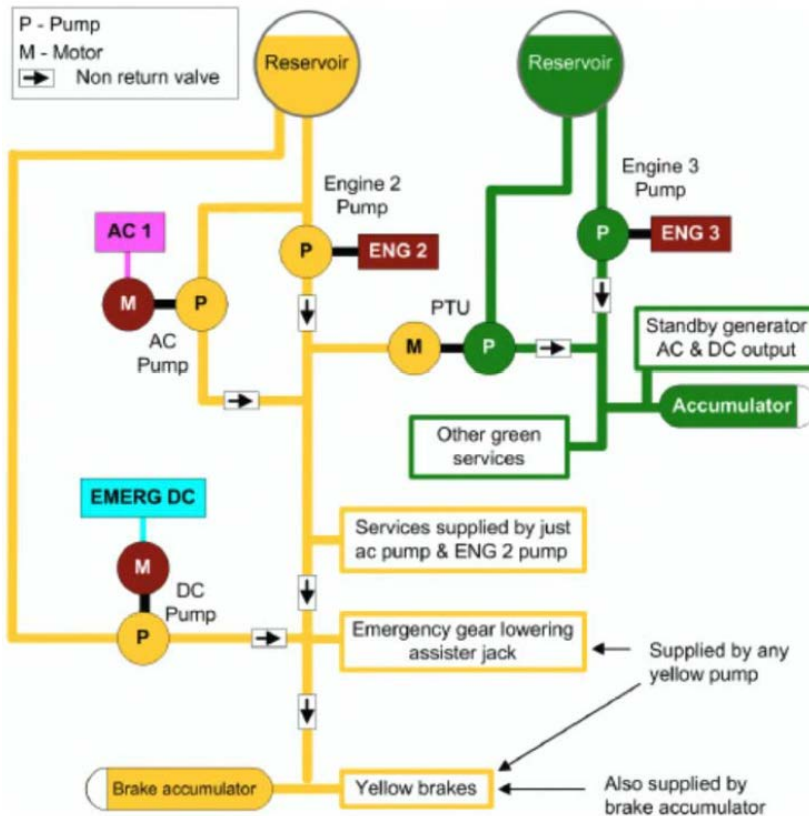 P - Pump
M - Motor
Non return valve
Reservoir
Reservoir
Engine 2
Pump
Engine 3
Pump
AC 1
P
ENG 2
P
ENG 3
M
P
AC
Pump
PTU
M
P
Standby generator
AC & DC output
Accumulator
Other green
services
EMERG DC
M
DC
Pump
P
Services supplied by just
ac pump & ENG 2 pump
Emergency gear lowering
assister jack
Supplied by any
yellow pump
Brake accumulator
Yellow brakes
Also supplied by
brake accumulator